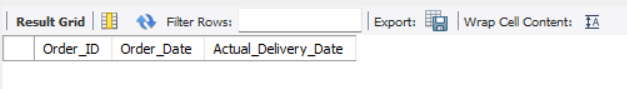 Result Grid Filter Rows: Export: Wrap Cell Content:
Order_ID Order_Date Actual_Delivery_Date